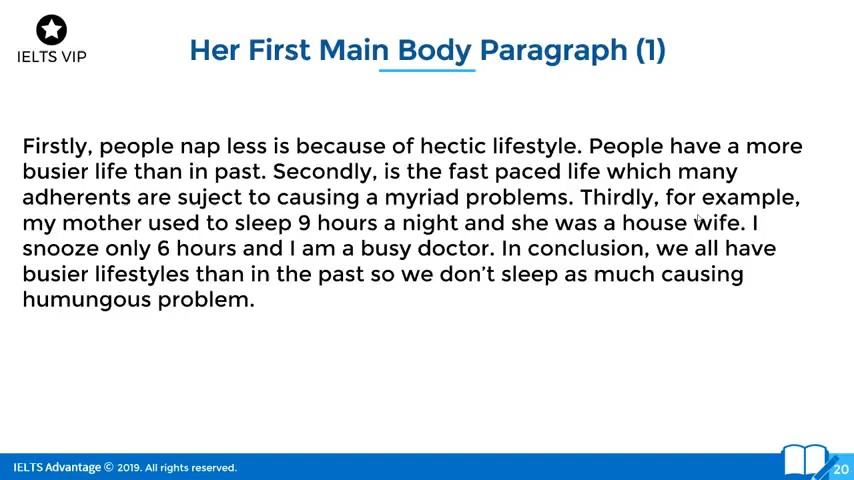 IELTS VIP
Her First Main Body Paragraph (1)
Firstly, people nap less is because of hectic lifestyle. People have a more
busier life than in past. Secondly, is the fast paced life which many
adherents are suject to causing a myriad problems. Thirdly, for example,
my mother used to sleep 9 hours a night and she was a house wife. I
snooze only 6 hours and I am a busy doctor. In conclusion, we all have
busier lifestyles than in the past so we don't sleep as much causing
humungous problem.
IELTS Advantage © 2019. All rights reserved.
20